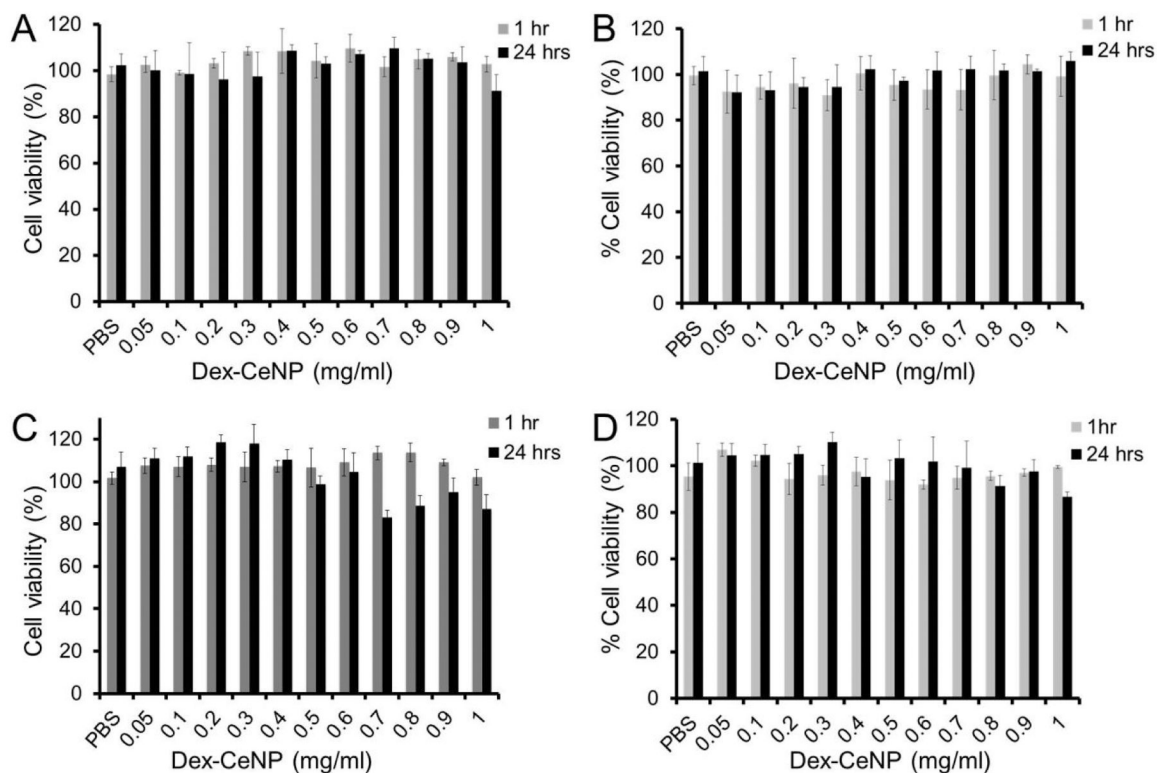 A
Cell viability (%)
120
100
80
60
40
20
0
1 hr
24 hrs
PBS 0.05 0.1 0.2 0.3 0.4 0.5 0.6 0.7 0.8 0.9 1
Dex-CeNP (mg/ml)
B
% Cell viability (%)
120
100
80
60
40
20
0
1 hr
24 hrs
PBS 0.05 0.1 0.2 0.3 0.4 0.5 0.6 0.7 0.8 0.9 1
Dex-CeNP (mg/ml)
C
Cell viability (%)
120
100
80
60
40
20
0
1 hr
24 hrs
PBS 0.05 0.1 0.2 0.3 0.4 0.5 0.6 0.7 0.8 0.9 1
Dex-CeNP (mg/ml)
D
% Cell viability (%)
120
100
80
60
40
20
0
1hr
24 hrs
PBS 0.05 0.1 0.2 0.3 0.4 0.5 0.6 0.7 0.8 0.9 1
Dex-CeNP (mg/ml)